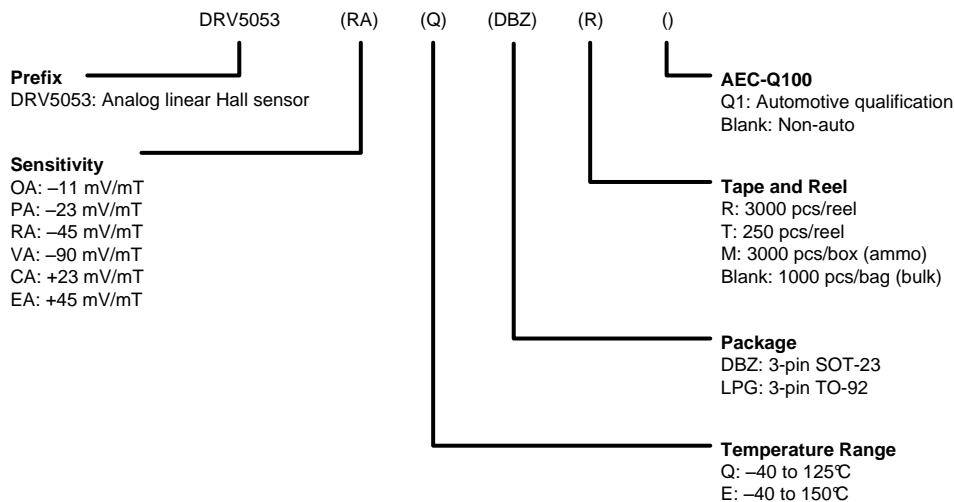 DRV5053 (RA) (Q) (DBZ) (R) ()
Prefix
DRV5053: Analog linear Hall sensor
Sensitivity
OA: –11 mV/mT
PA: –23 mV/mT
RA: –45 mV/mT
VA: –90 mV/mT
CA: +23 mV/mT
EA: +45 mV/mT
AEC-Q100
Q1: Automotive qualification
Blank: Non-auto
Tape and Reel
R: 3000 pcs/reel
T: 250 pcs/reel
M: 3000 pcs/box (ammo)
Blank: 1000 pcs/bag (bulk)
Package
DBZ: 3-pin SOT-23
LPG: 3-pin TO-92
Temperature Range
Q: –40 to 125°C
E: –40 to 150°C